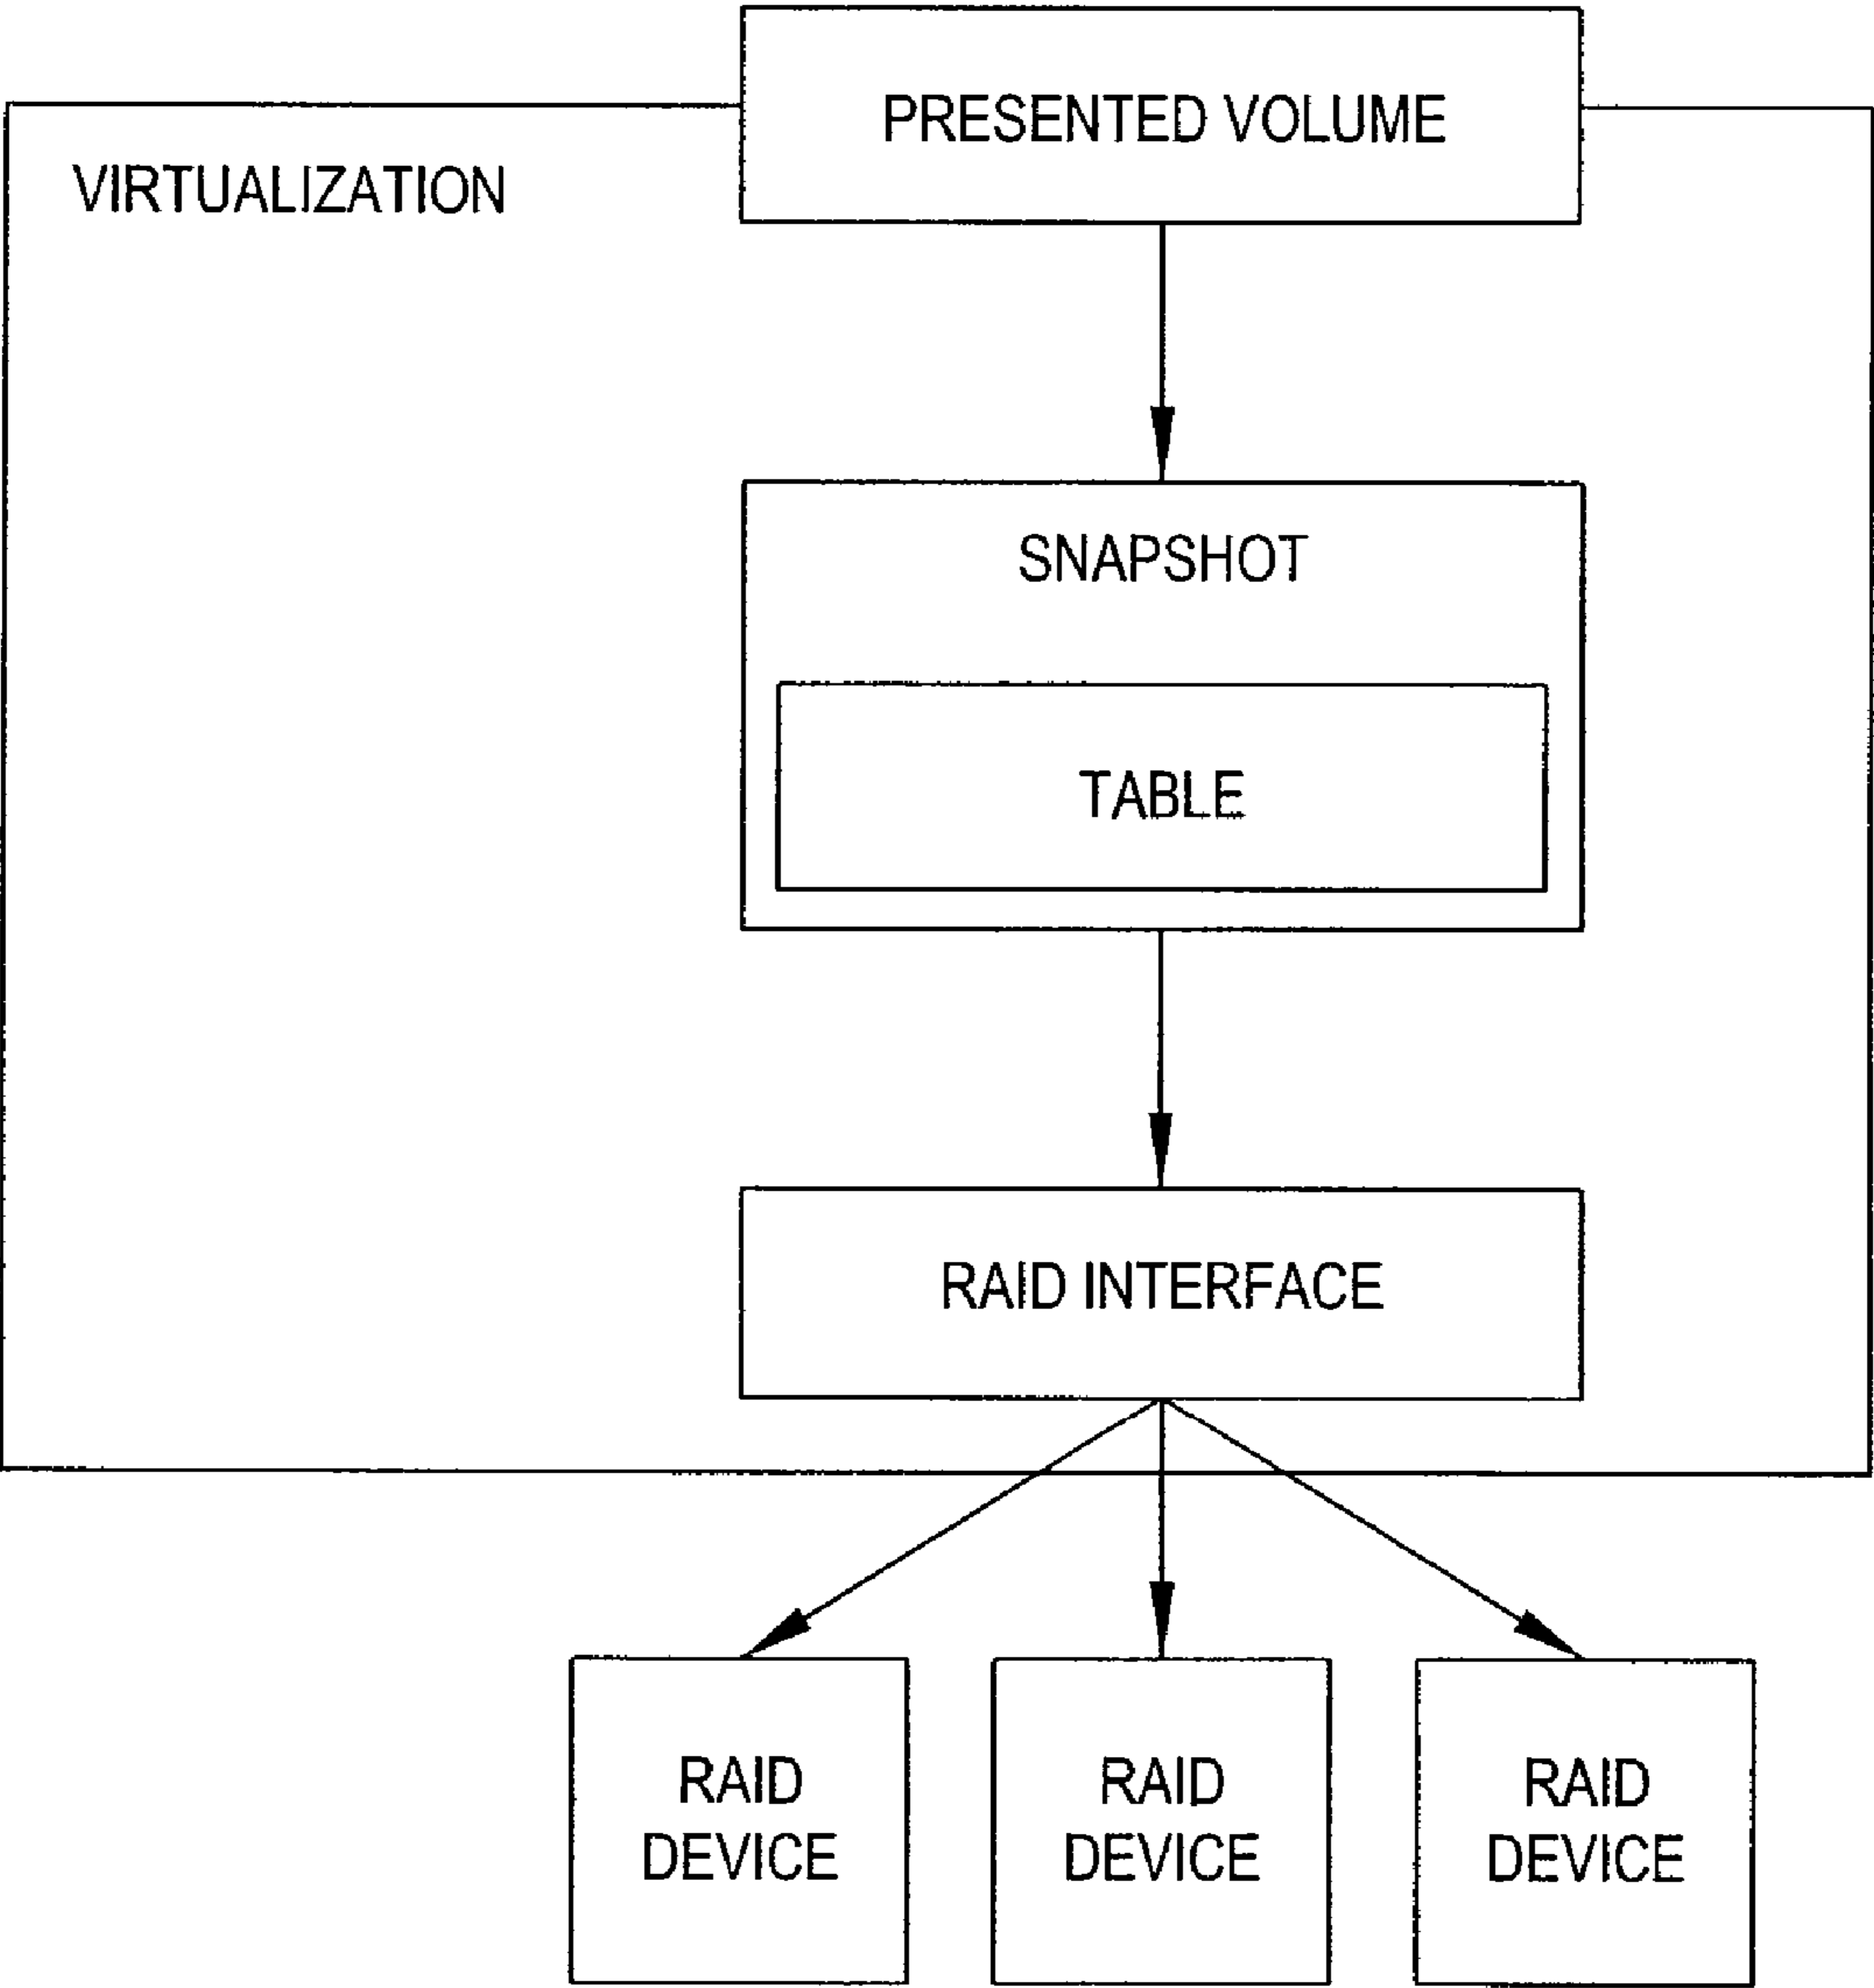 PRESENTED VOLUME
VIRTUALIZATION
SNAPSHOT
TABLE
RAID INTERFACE
RAID
DEVICE
RAID
DEVICE
RAID
DEVICE